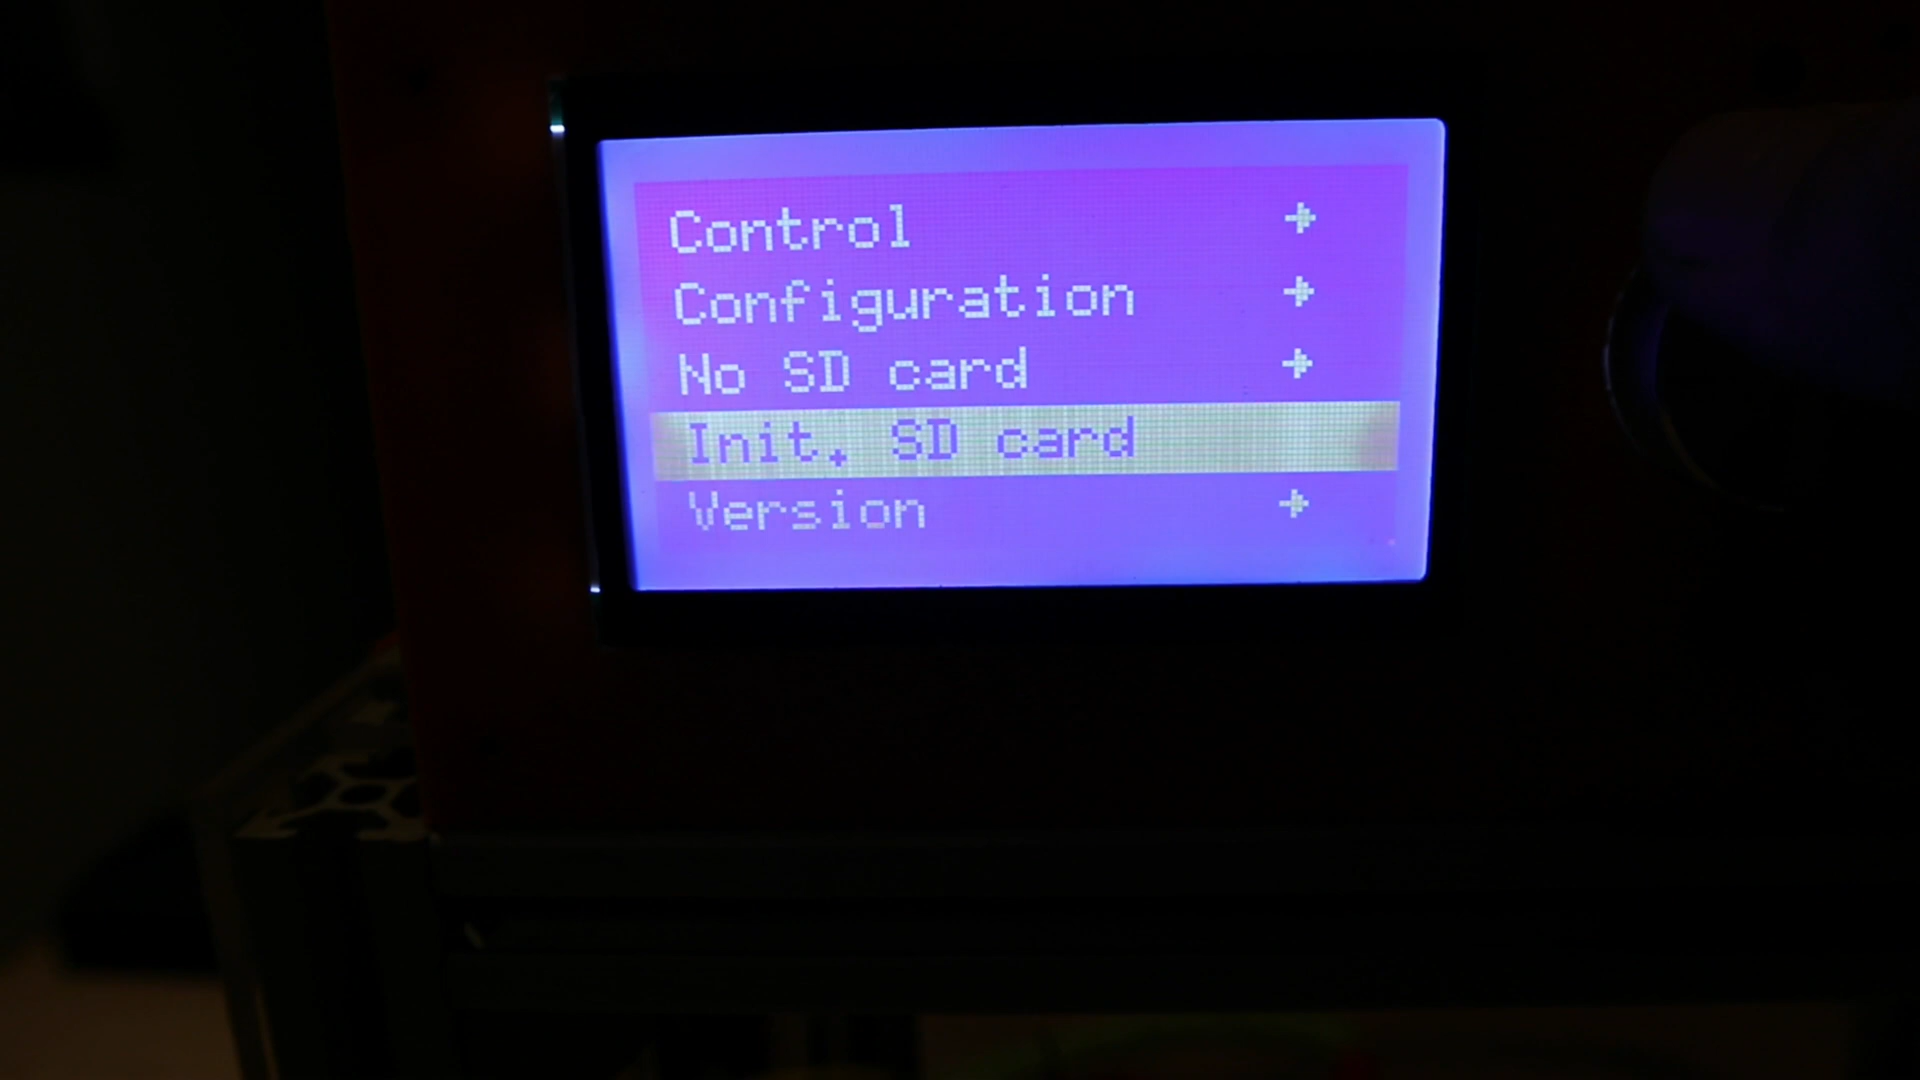 Control →
Configuration →
No SD card →
Init. SD card
Version →